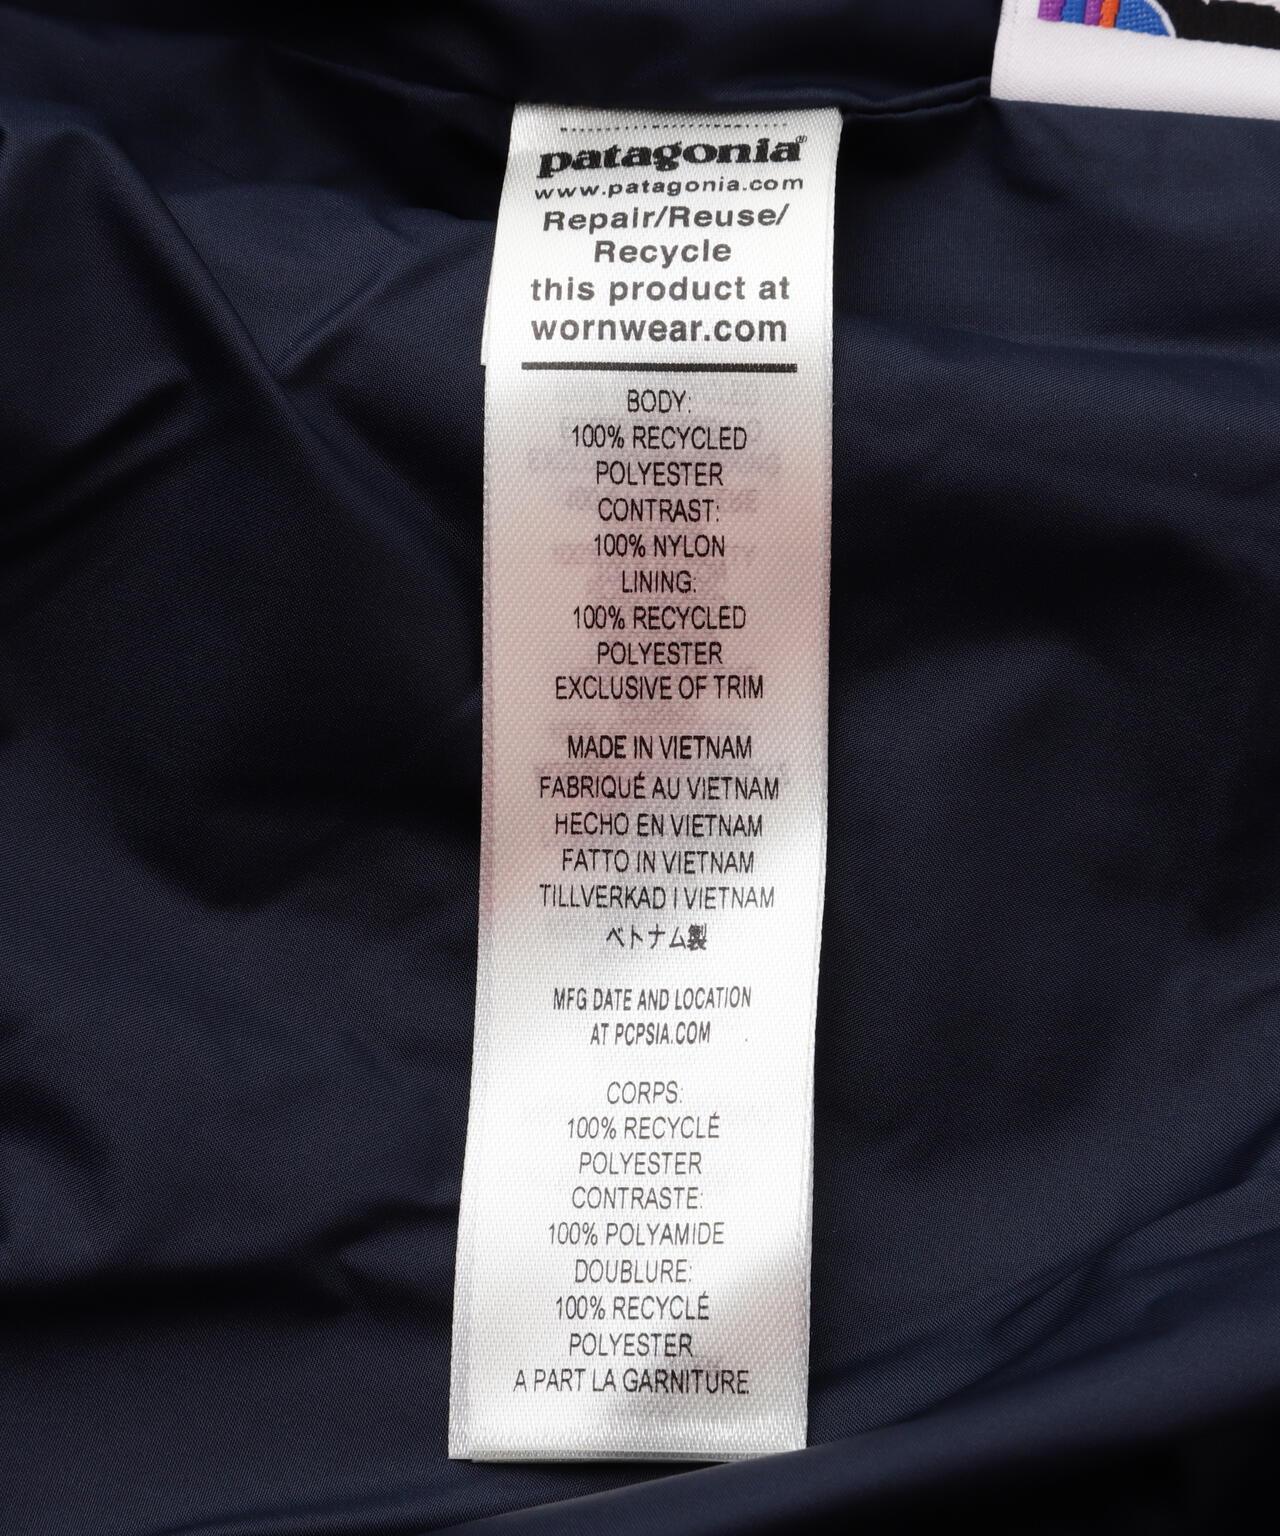 patagonia®
www.patagonia.com
Repair/Reuse/
Recycle
this product at
wornwear.com
BODY:
100% RECYCLED
POLYESTER
CONTRAST:
100% NYLON
LINING:
100% RECYCLED
POLYESTER
EXCLUSIVE OF TRIM
MADE IN VIETNAM
FABRIQUÉ AU VIETNAM
HECHO EN VIETNAM
FATTO IN VIETNAM
TILLVERKAD I VIETNAM
ベトナム製
MFG DATE AND LOCATION
AT PCPSIA.COM
CORPS:
100% RECYCLÉ
POLYESTER
CONTRASTE:
100% POLYAMIDE
DOUBLURE:
100% RECYCLÉ
POLYESTER
A PART LA GARNITURE